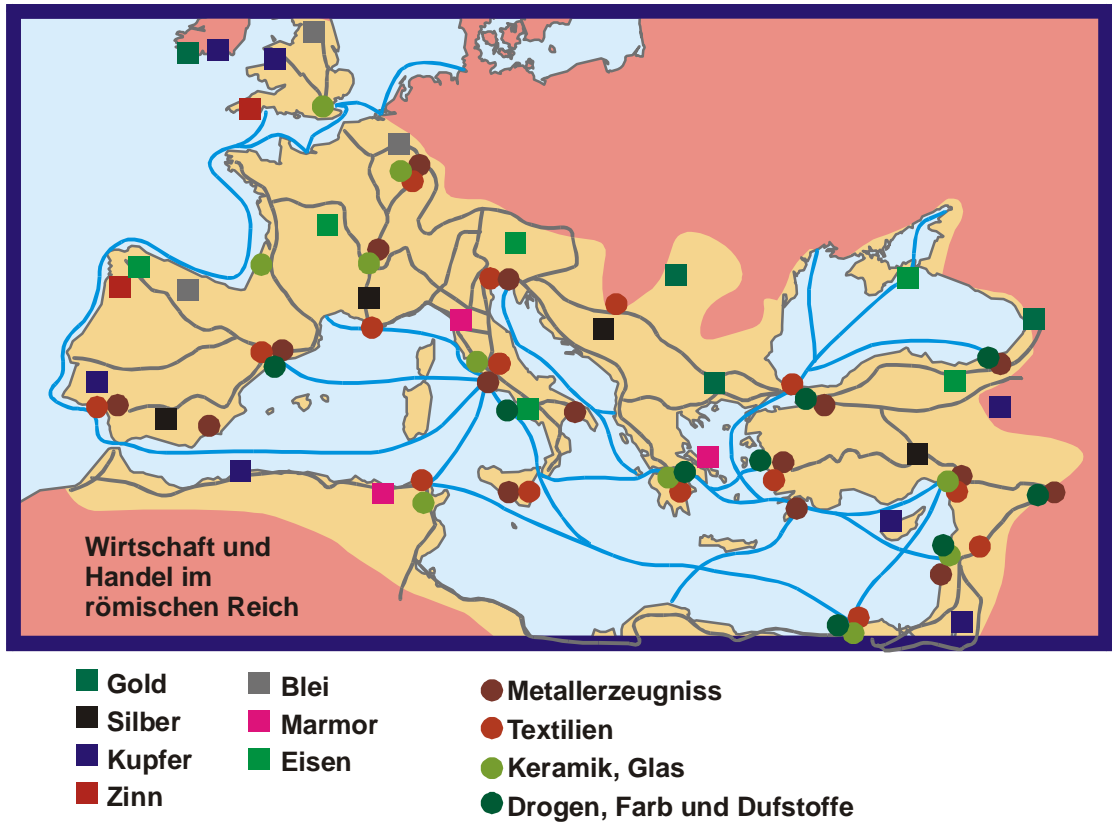 Wirtschaft und
Handel im
römischen Reich
Gold
Silber
Kupfer
Zinn
Blei
Marmor
Eisen
Metallerzeugniss
Textilien
Keramik, Glas
Drogen, Farb und Dufstoffe